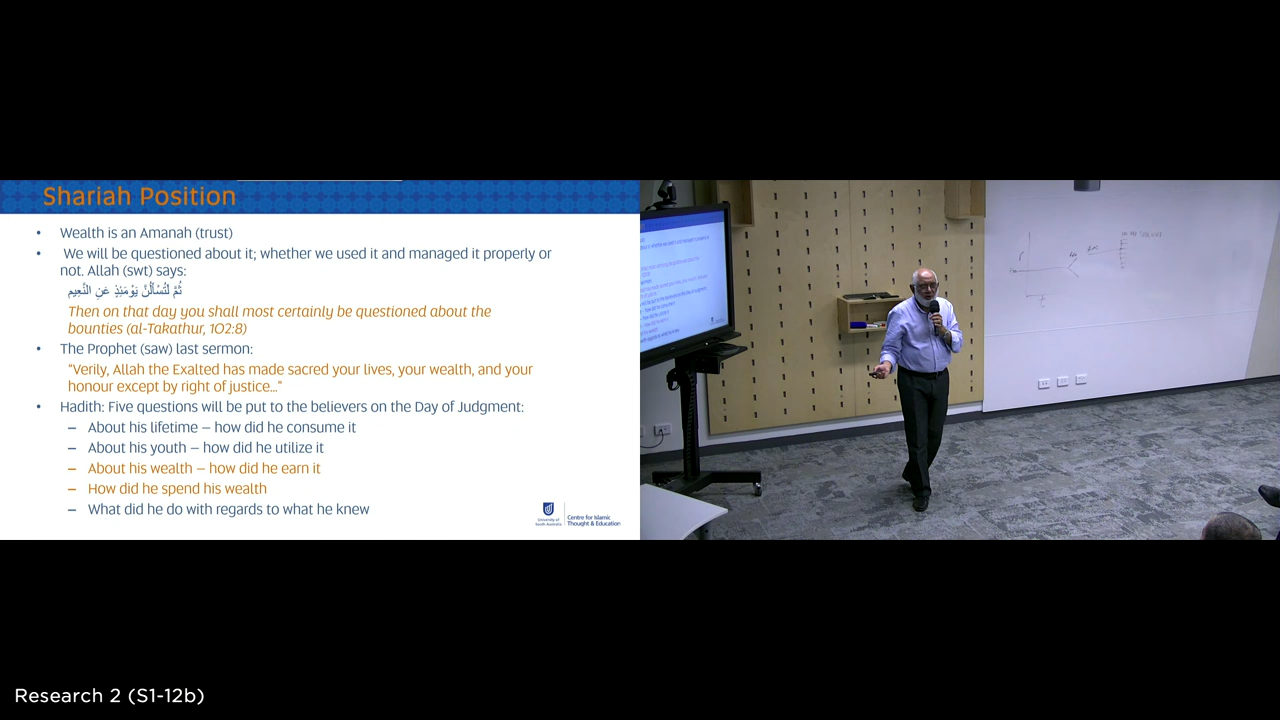 Shariah Position
• Wealth is an Amanah (trust)
• We will be questioned about it; whether we used it and managed it properly or
not. Allah (swt) says:
ثُمَّ لَتُسْأَلُنَّ يَوْمَئِذٍ عَنِ النَّعِيمِ
Then on that day you shall most certainly be questioned about the
bounties (al-Takathur, 102:8)
• The Prophet (saw) last sermon:
"Verily, Allah the Exalted has made sacred your lives, your wealth, and your
honour except by right of justice..."
• Hadith: Five questions will be put to the believers on the Day of Judgment:
– About his lifetime – how did he consume it
– About his youth – how did he utilize it
– About his wealth – how did he earn it
– How did he spend his wealth
– What did he do with regards to what he knew
University of
South Australia
Centre for Islamic
Thought & Education
Research 2 (S1-12b)